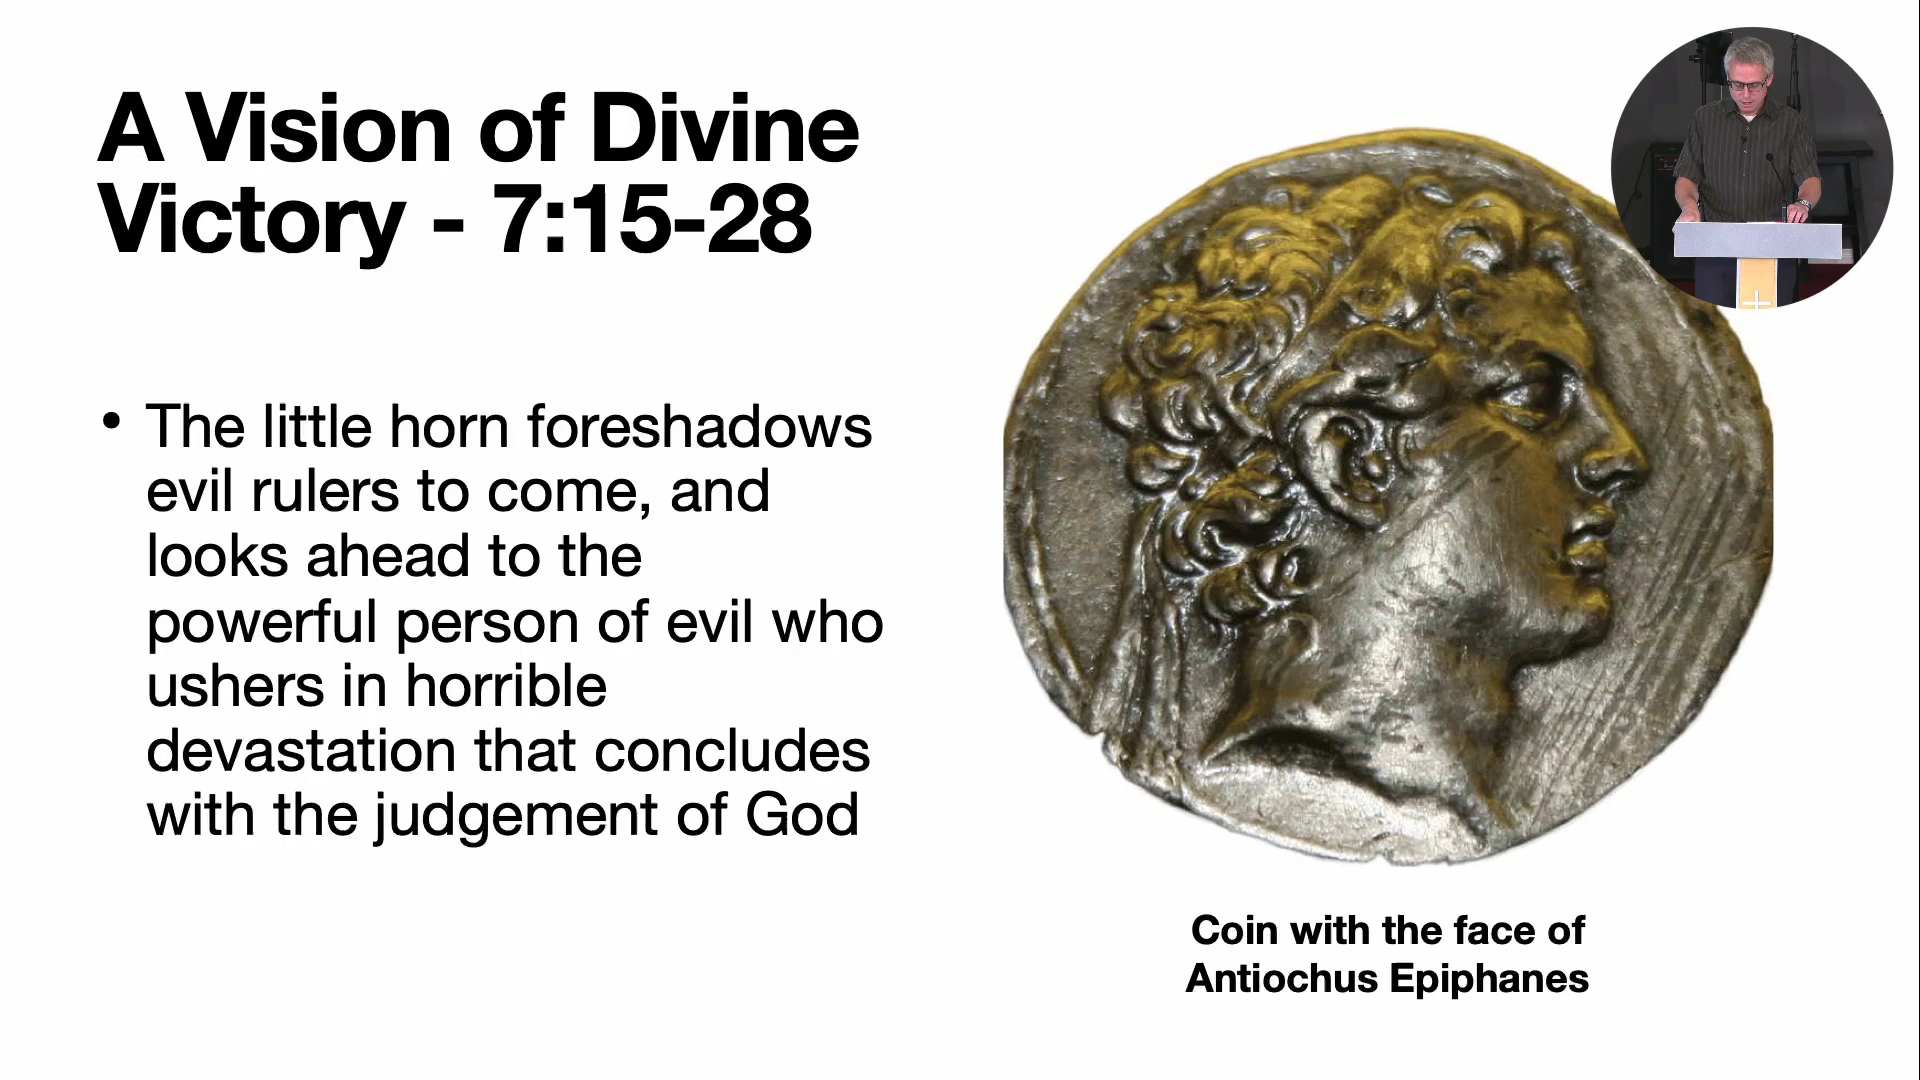 A Vision of Divine
Victory - 7:15-28
• The little horn foreshadows
evil rulers to come, and
looks ahead to the
powerful person of evil who
ushers in horrible
devastation that concludes
with the judgement of God
Coin with the face of
Antiochus Epiphanes